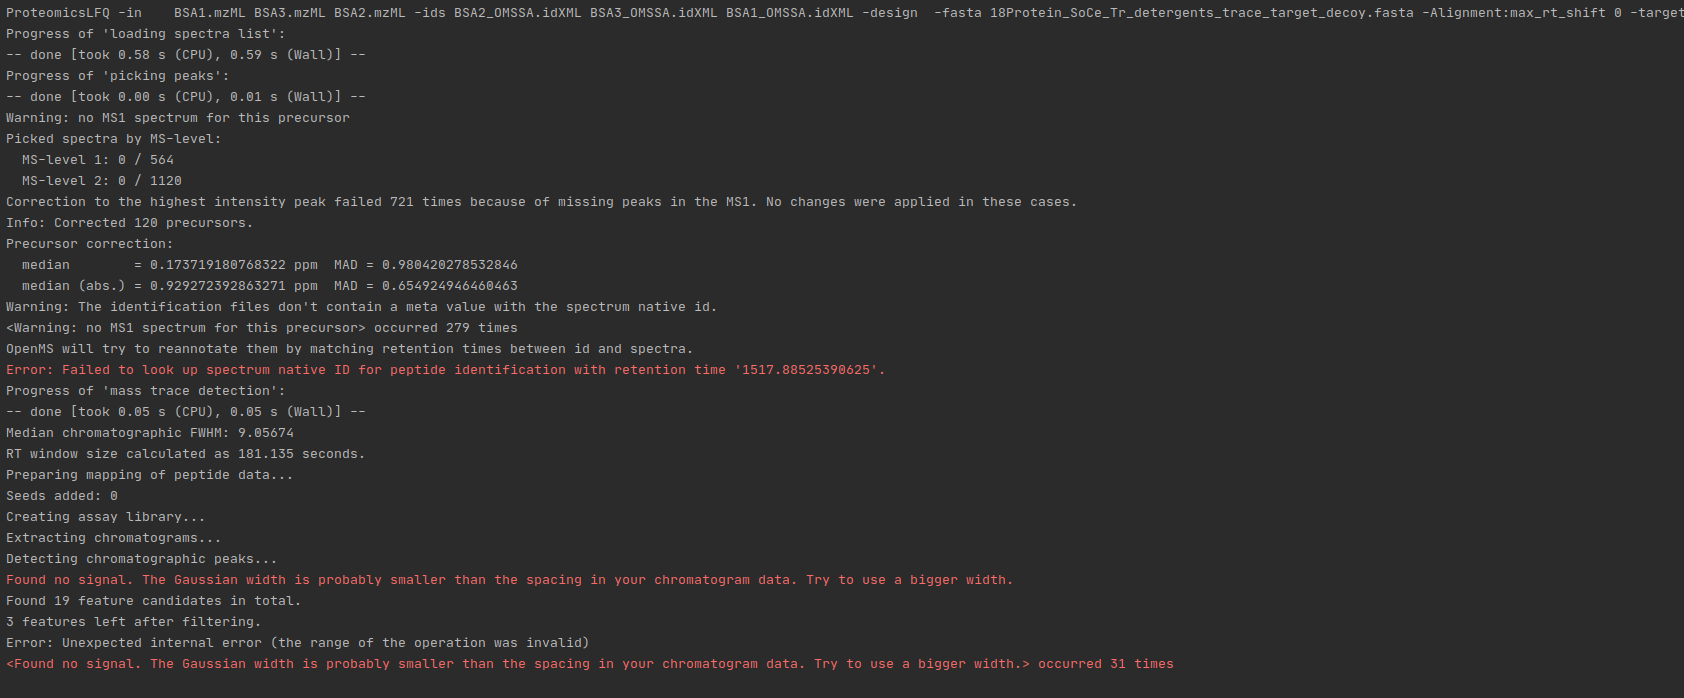 ProteomicsLFQ -in    BSA1.mzML BSA3.mzML BSA2.mzML -ids BSA2_OMSSA.idXML BSA3_OMSSA.idXML BSA1_OMSSA.idXML -design  -fasta 18Protein_SoCe_Tr_detergents_trace_target_decoy.fasta -Alignment:max_rt_shift 0 -target
Progress of 'loading spectra list':
-- done [took 0.58 s (CPU), 0.59 s (Wall)] --
Progress of 'picking peaks':
-- done [took 0.00 s (CPU), 0.01 s (Wall)] --
Warning: no MS1 spectrum for this precursor
Picked spectra by MS-level:
  MS-level 1: 0 / 564
  MS-level 2: 0 / 1120
Correction to the highest intensity peak failed 721 times because of missing peaks in the MS1. No changes were applied in these cases.
Info: Corrected 120 precursors.
Precursor correction:
  median        = 0.173719180768322 ppm  MAD = 0.980420278532846
  median (abs.) = 0.929272392863271 ppm  MAD = 0.654924946460463
Warning: The identification files don't contain a meta value with the spectrum native id.
<Warning: no MS1 spectrum for this precursor> occurred 279 times
OpenMS will try to reannotate them by matching retention times between id and spectra.
Error: Failed to look up spectrum native ID for peptide identification with retention time '1517.88525390625'.
Progress of 'mass trace detection':
-- done [took 0.05 s (CPU), 0.05 s (Wall)] --
Median chromatographic FWHM: 9.05674
RT window size calculated as 181.135 seconds.
Preparing mapping of peptide data...
Seeds added: 0
Creating assay library...
Extracting chromatograms...
Detecting chromatographic peaks...
Found no signal. The Gaussian width is probably smaller than the spacing in your chromatogram data. Try to use a bigger width.
Found 19 feature candidates in total.
3 features left after filtering.
Error: Unexpected internal error (the range of the operation was invalid)
<Found no signal. The Gaussian width is probably smaller than the spacing in your chromatogram data. Try to use a bigger width.> occurred 31 times